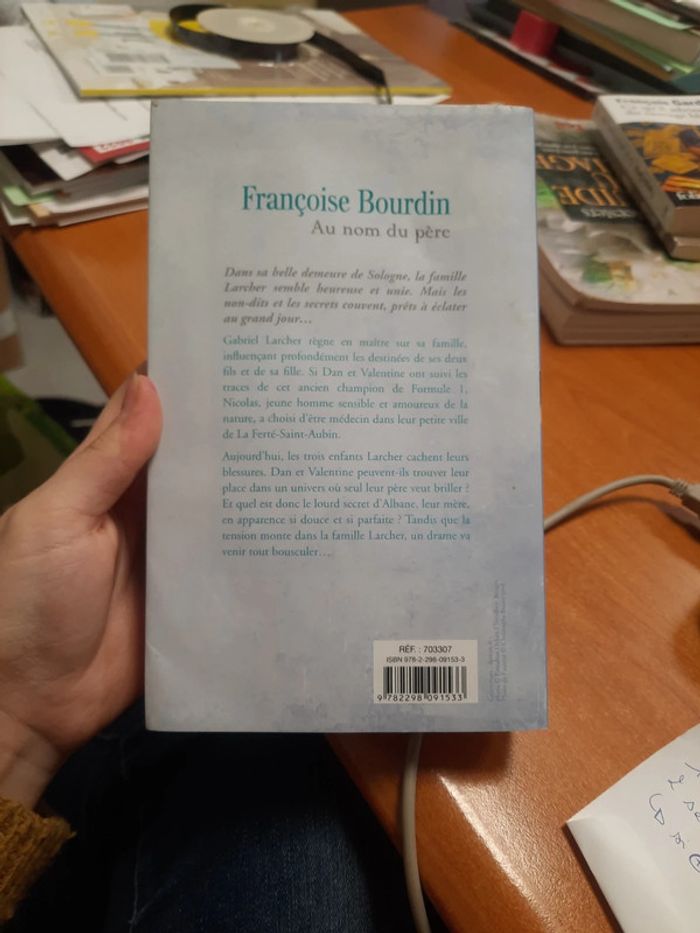 Françoise Bourdin
Au nom du père
Dans sa belle demeure de Sologne, la famille
Larcher semble heureuse et unie. Mais les
non-dits et les secrets couvent, prêts à éclater
au grand jour…
Gabriel Larcher règne en maître sur sa famille,
influençant profondément les destinées de ses deux
fils et de sa fille. Si Dan et Valentine ont suivi les
traces de cet ancien champion de Formule 1,
Nicolas, jeune homme sensible et amoureux de la
nature, a choisi d'être médecin dans leur petite ville
de La Ferté-Saint-Aubin.
Aujourd'hui, les trois enfants Larcher cachent leurs
blessures. Dan et Valentine peuvent-ils trouver leur
place dans un univers où seul leur père veut briller ?
Et quel est donc le lourd secret d'Albane, leur mère,
en apparence si douce et si parfaite ? Tandis que la
tension monte dans la famille Larcher, un drame va
venir tout bousculer…
RÉF. : 703307
ISBN 978-2-298-09153-3
9 782298 091533
François